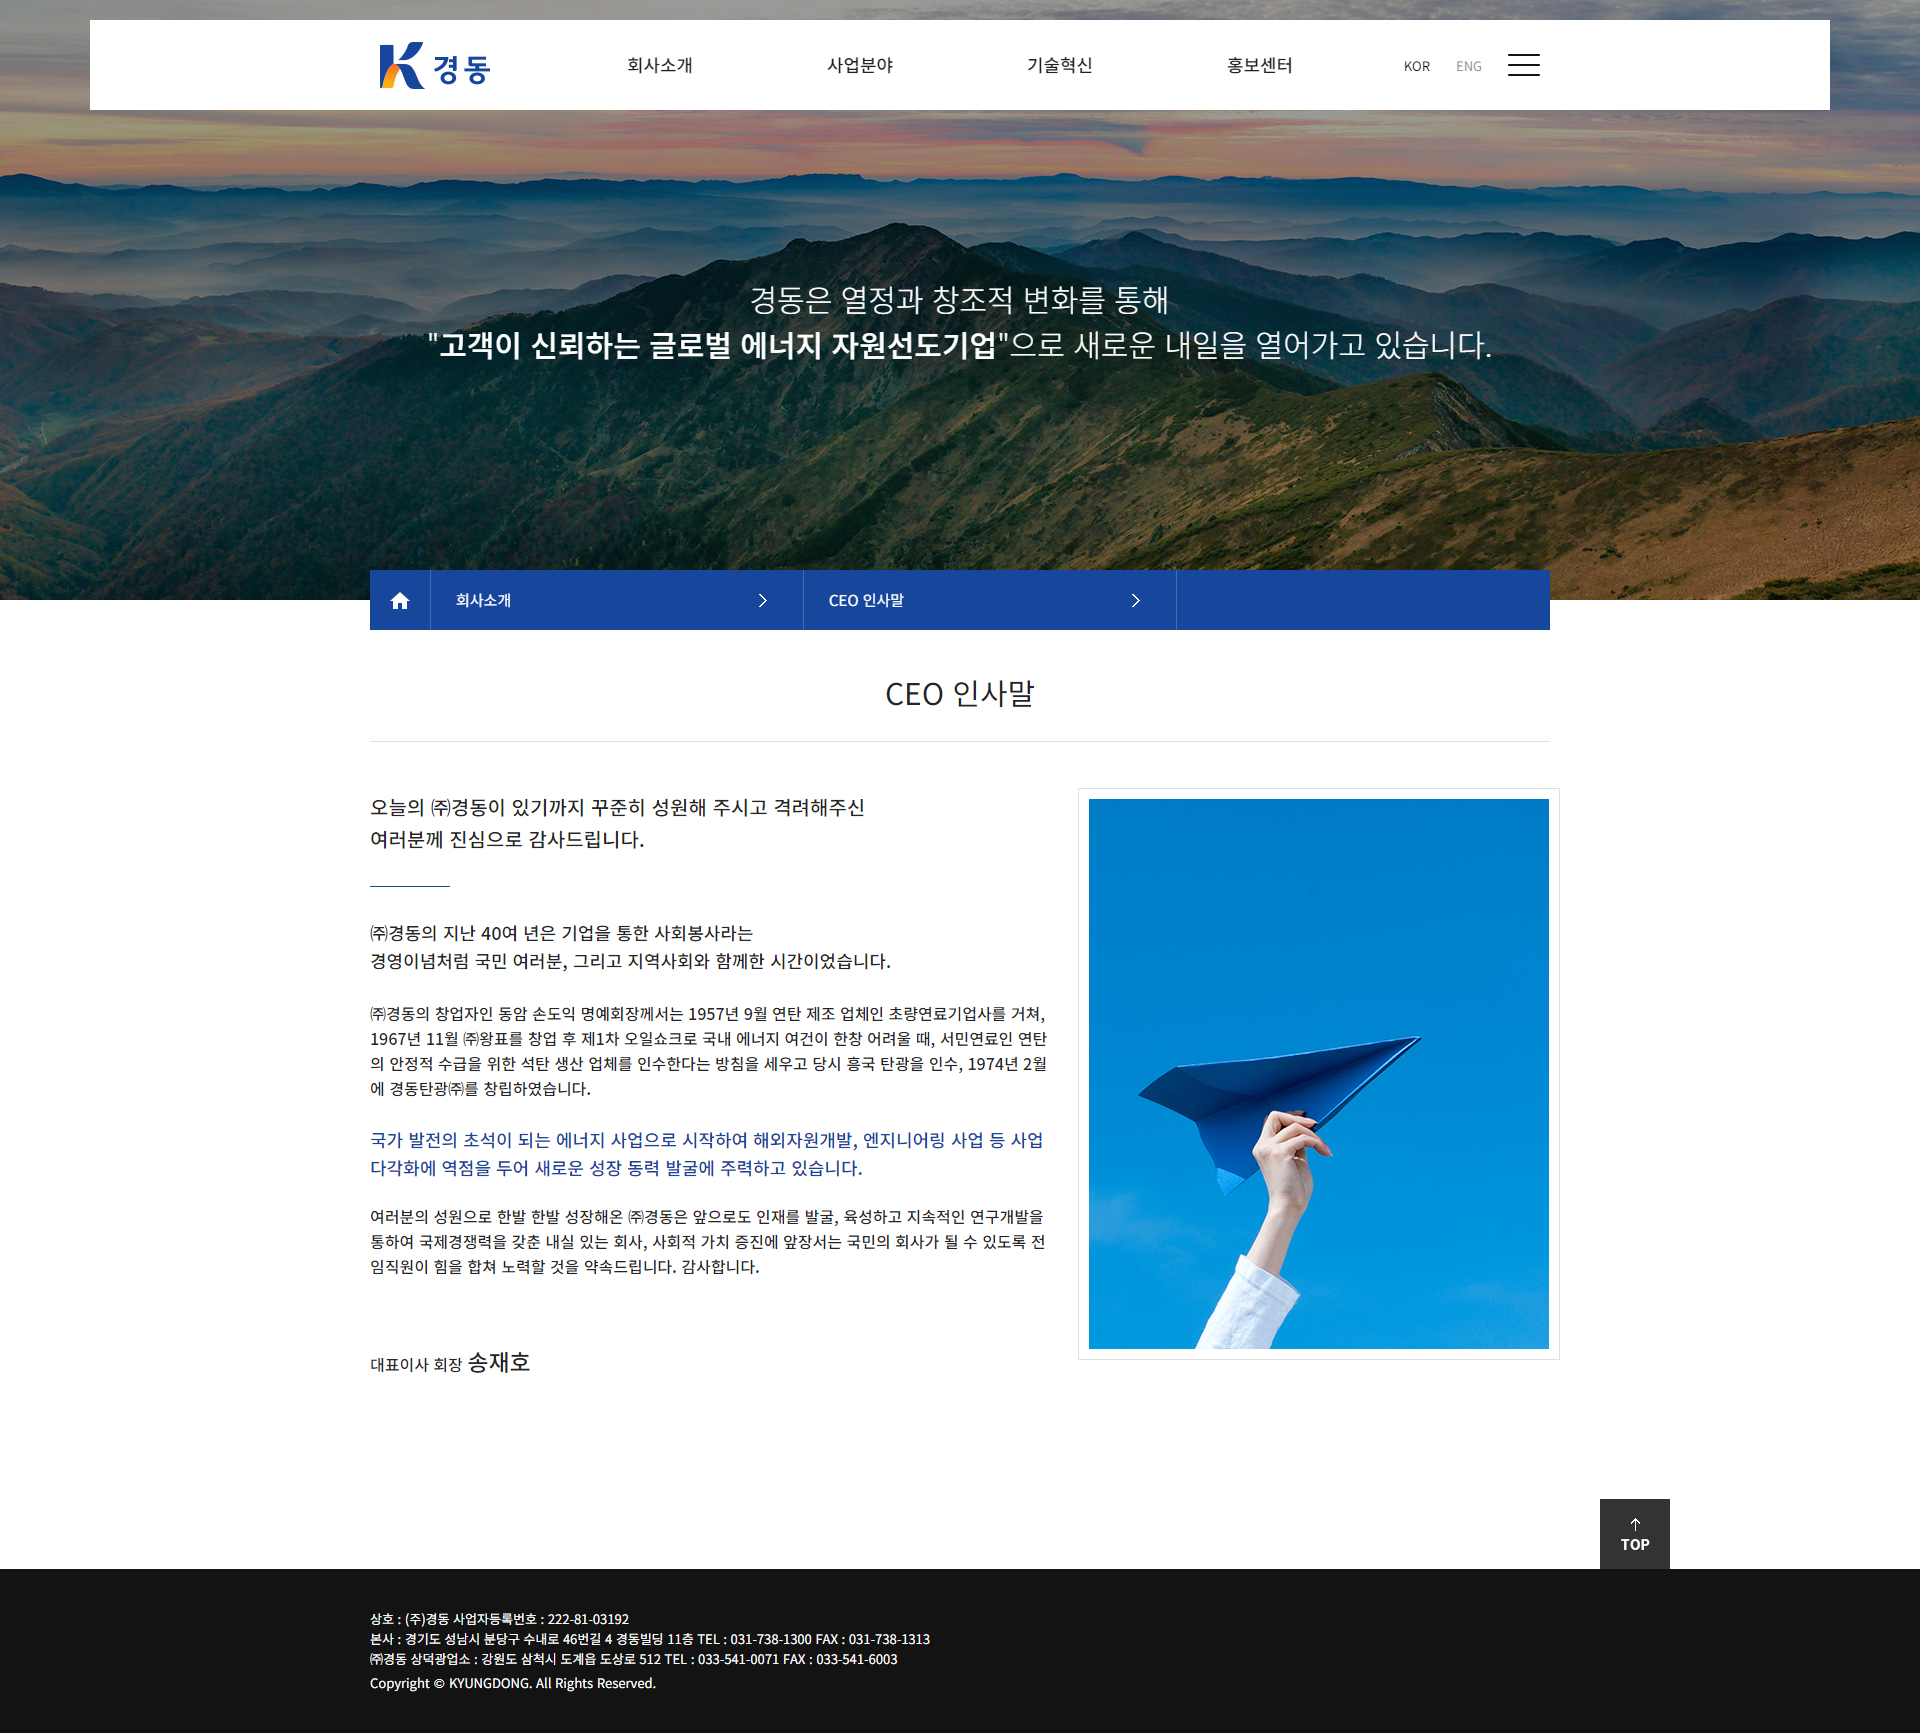 경동
회사소개
사업분야
기술혁신
홍보센터
KOR
ENG
경동은 열정과 창조적 변화를 통해
"고객이 신뢰하는 글로벌 에너지 자원선도기업"으로 새로운 내일을 열어가고 있습니다.
회사소개
CEO 인사말
CEO 인사말
오늘의 ㈜경동이 있기까지 꾸준히 성원해 주시고 격려해주신
여러분께 진심으로 감사드립니다.
㈜경동의 지난 40여 년은 기업을 통한 사회봉사라는
경영이념처럼 국민 여러분, 그리고 지역사회와 함께한 시간이었습니다.
㈜경동의 창업자인 동암 손도익 명예회장께서는 1957년 9월 연탄 제조 업체인 초량연료기업사를 거쳐,
1967년 11월 ㈜왕표를 창업 후 제1차 오일쇼크로 국내 에너지 여건이 한창 어려울 때, 서민연료인 연탄
의 안정적 수급을 위한 석탄 생산 업체를 인수한다는 방침을 세우고 당시 흥국 탄광을 인수, 1974년 2월
에 경동탄광㈜를 창립하였습니다.
국가 발전의 초석이 되는 에너지 사업으로 시작하여 해외자원개발, 엔지니어링 사업 등 사업
다각화에 역점을 두어 새로운 성장 동력 발굴에 주력하고 있습니다.
여러분의 성원으로 한발 한발 성장해온 ㈜경동은 앞으로도 인재를 발굴, 육성하고 지속적인 연구개발을
통하여 국제경쟁력을 갖춘 내실 있는 회사, 사회적 가치 증진에 앞장서는 국민의 회사가 될 수 있도록 전
임직원이 힘을 합쳐 노력할 것을 약속드립니다. 감사합니다.
대표이사 회장 송재호
TOP
상호 : (주)경동 사업자등록번호 : 222-81-03192
본사 : 경기도 성남시 분당구 수내로 46번길 4 경동빌딩 11층 TEL : 031-738-1300 FAX : 031-738-1313
㈜경동 상덕광업소 : 강원도 삼척시 도계읍 도상로 512 TEL : 033-541-0071 FAX : 033-541-6003
Copyright © KYUNGDONG. All Rights Reserved.